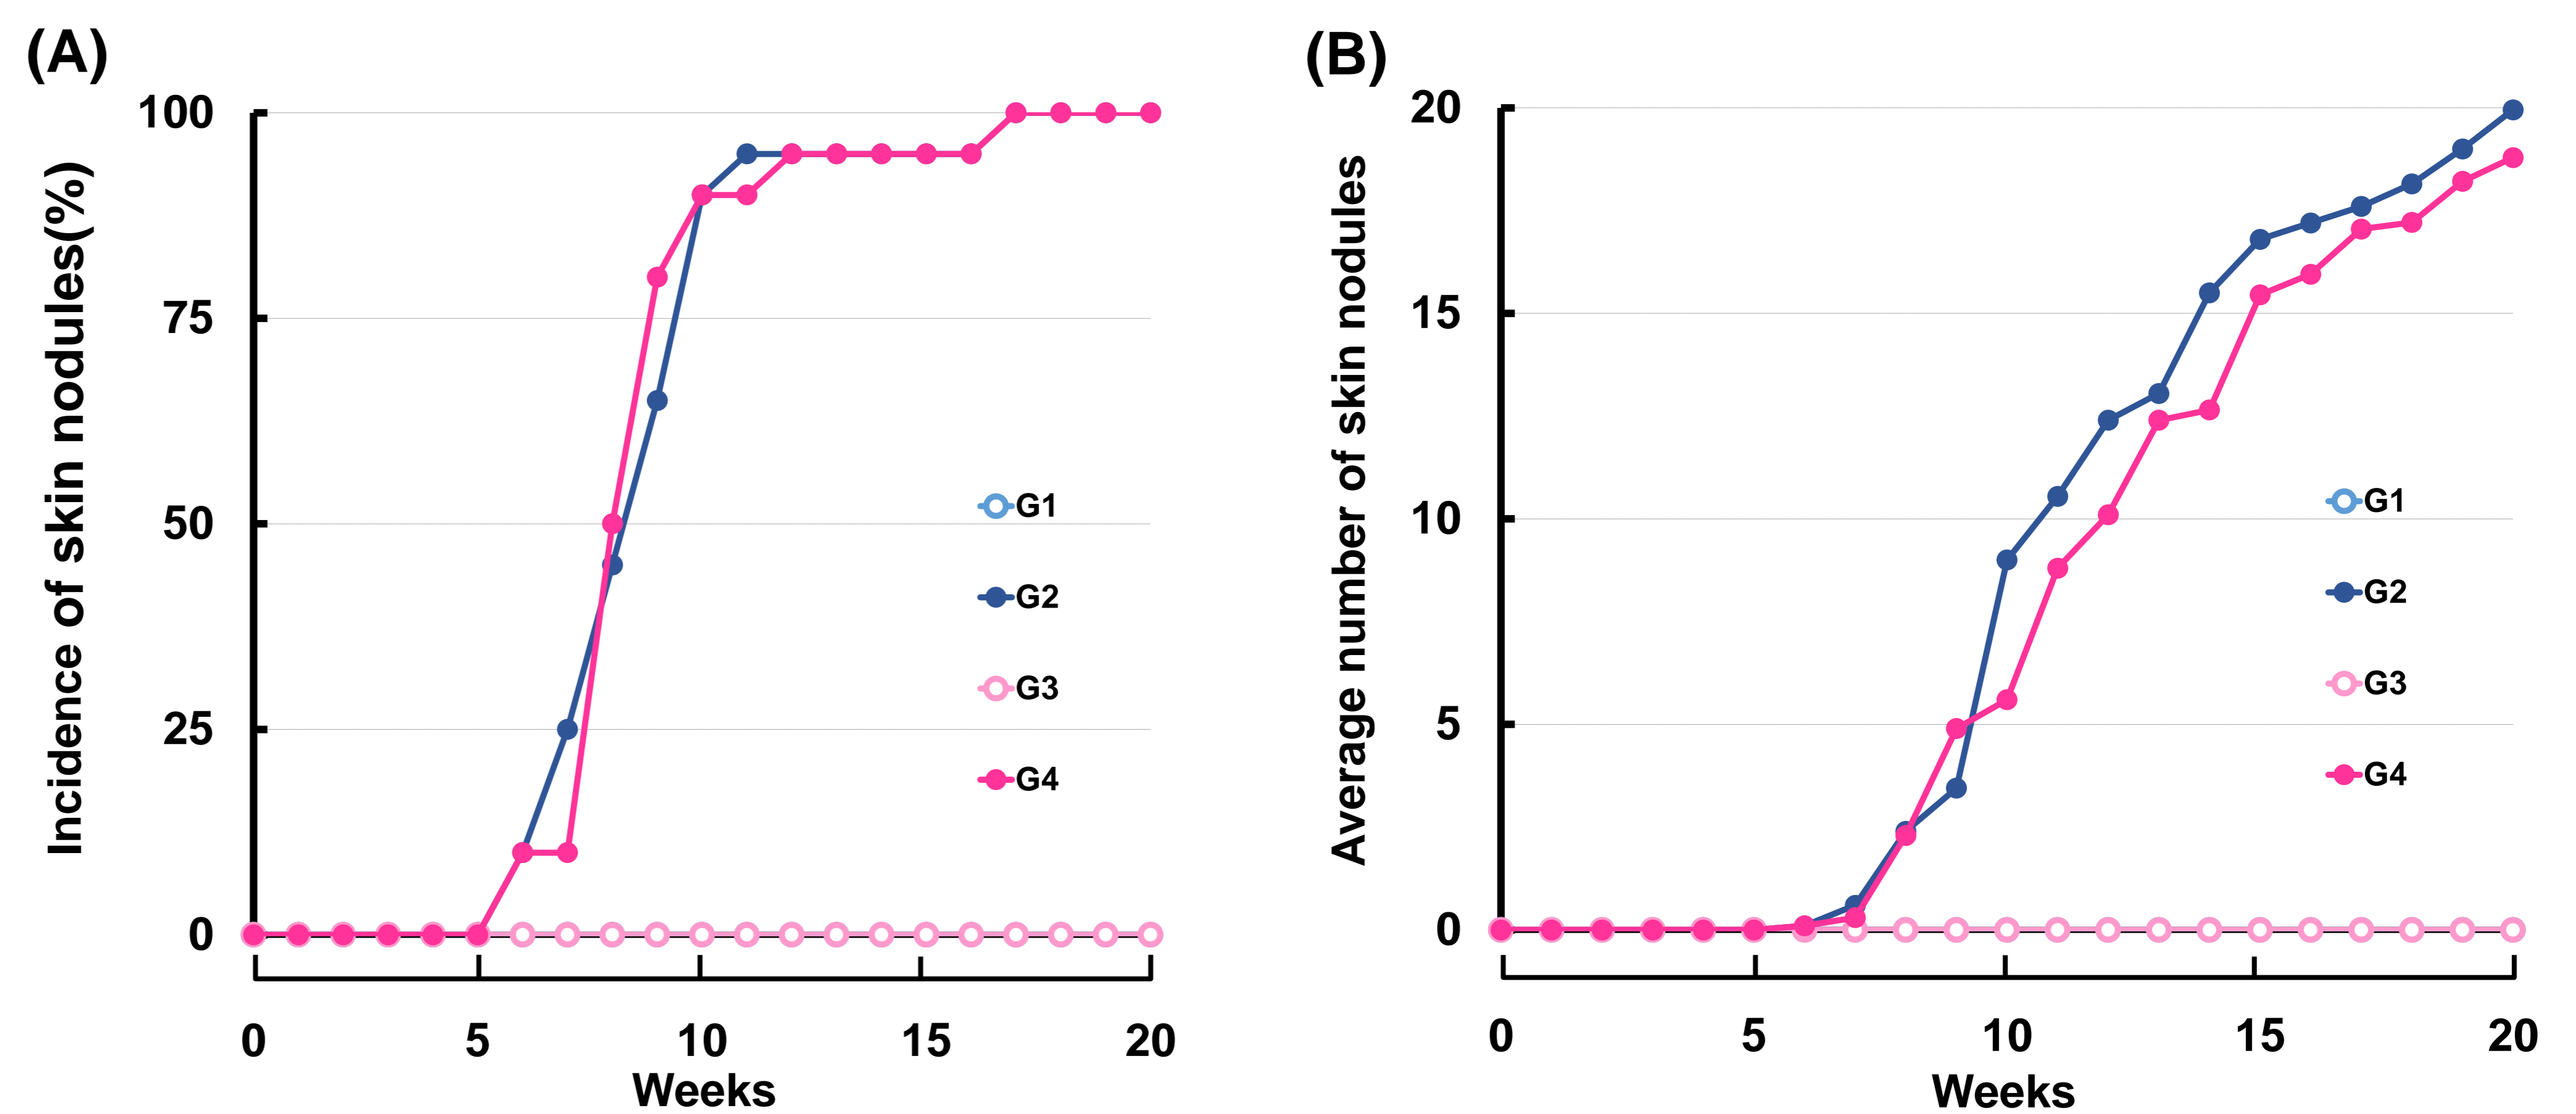 (A)
Incidence of skin nodules(%)
100
75
50
25
0
G1
G2
G3
G4
0 5 10 15 20
Weeks
(B)
Average number of skin nodules
20
15
10
5
0
G1
G2
G3
G4
0 5 10 15 20
Weeks